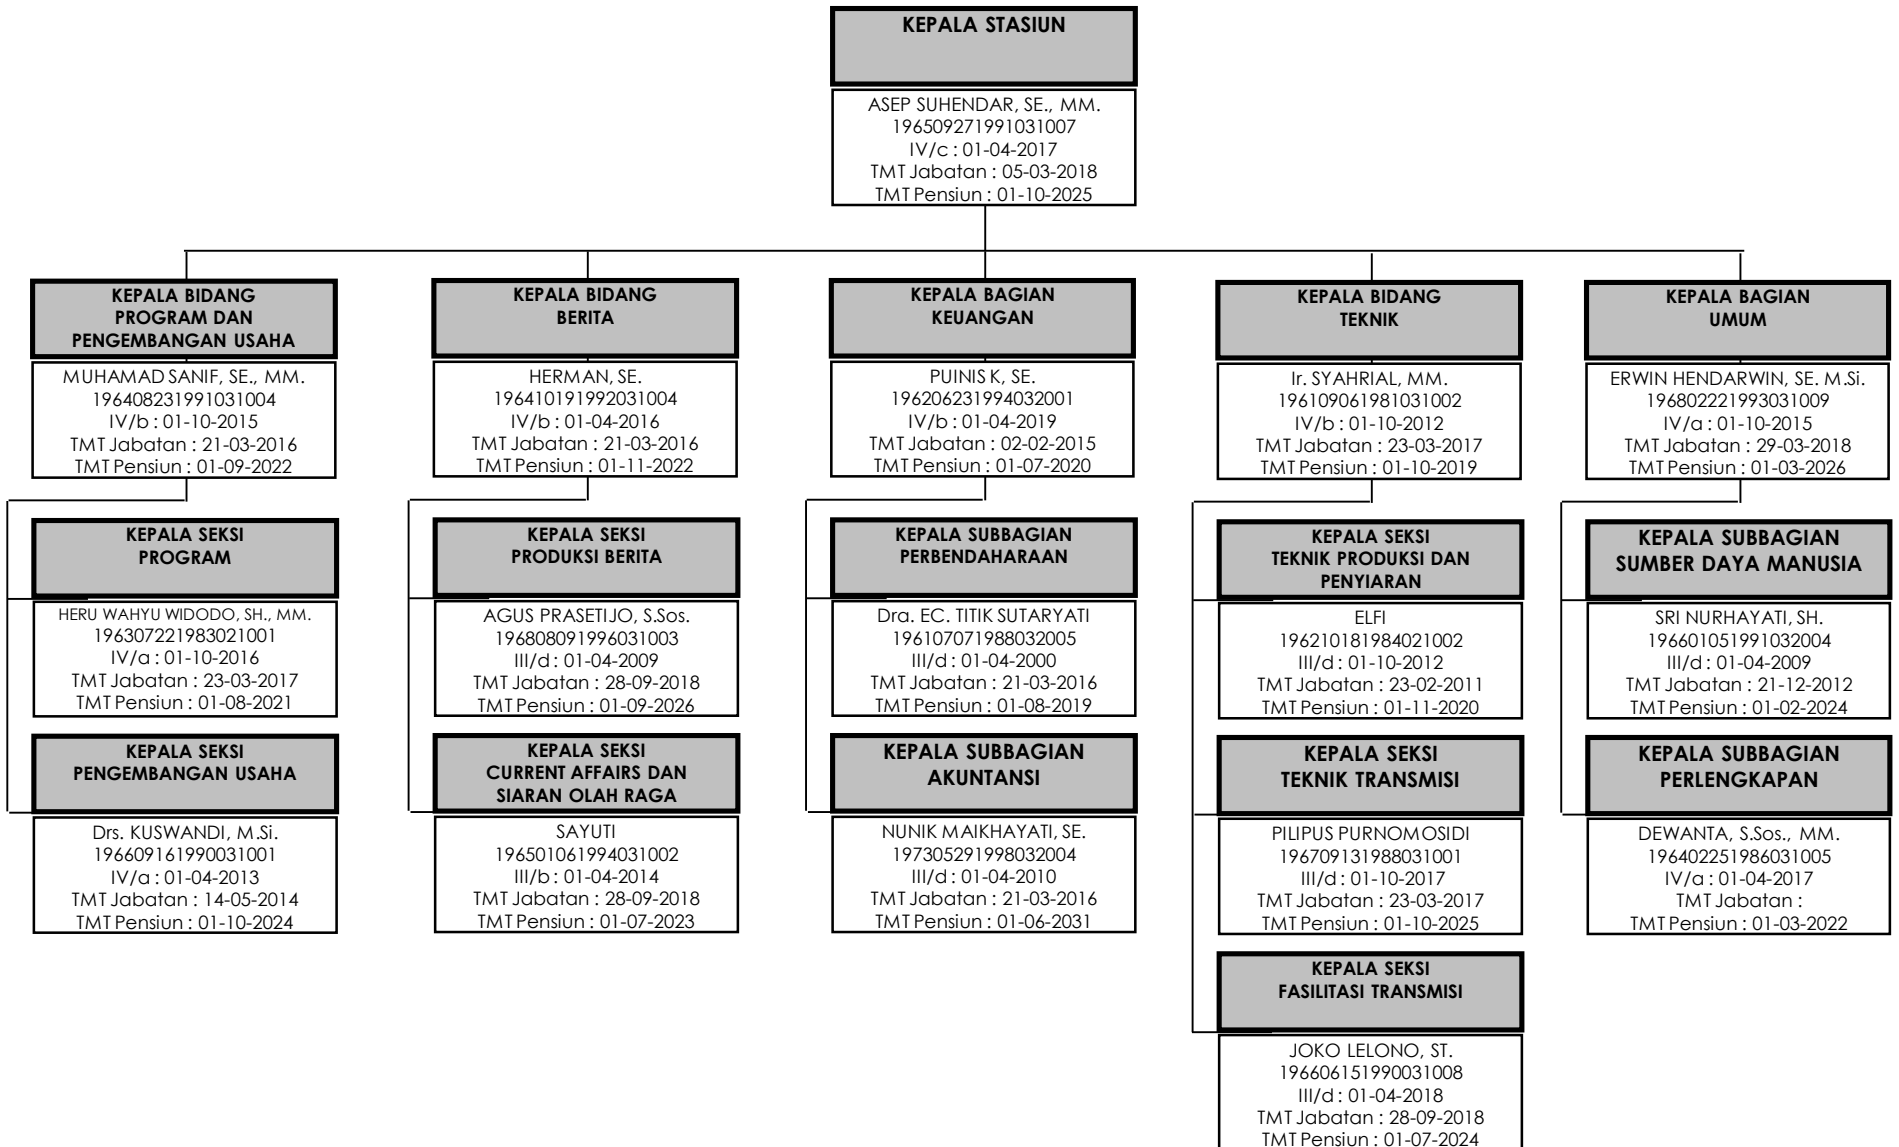 KEPALA STASIUN
ASEP SUHENDAR, SE., MM.
196509271991031007
IV/c : 01-04-2017
TMT Jabatan : 05-03-2018
TMT Pensiun : 01-10-2025
KEPALA BIDANG
PROGRAM DAN
PENGEMBANGAN USAHA
MUHAMAD SANIF, SE., MM.
196408231991031004
IV/b : 01-10-2015
TMT Jabatan : 21-03-2016
TMT Pensiun : 01-09-2022
KEPALA SEKSI
PROGRAM
HERU WAHYU WIDODO, SH., MM.
196307221983021001
IV/a : 01-10-2016
TMT Jabatan : 23-03-2017
TMT Pensiun : 01-08-2021
KEPALA SEKSI
PENGEMBANGAN USAHA
Drs. KUSWANDI, M.Si.
196609161990031001
IV/a : 01-04-2013
TMT Jabatan : 14-05-2014
TMT Pensiun : 01-10-2024
KEPALA BIDANG
BERITA
HERMAN, SE.
196410191992031004
IV/b : 01-04-2016
TMT Jabatan : 21-03-2016
TMT Pensiun : 01-11-2022
KEPALA SEKSI
PRODUKSI BERITA
AGUS PRASETIJO, S.Sos.
196808091996031003
III/d : 01-04-2009
TMT Jabatan : 28-09-2018
TMT Pensiun : 01-09-2026
KEPALA SEKSI
CURRENT AFFAIRS DAN
SIARAN OLAH RAGA
SAYUTI
196501061994031002
III/b : 01-04-2014
TMT Jabatan : 28-09-2018
TMT Pensiun : 01-07-2023
KEPALA BAGIAN
KEUANGAN
PUINIS K, SE.
196206231994032001
IV/b : 01-04-2019
TMT Jabatan : 02-02-2015
TMT Pensiun : 01-07-2020
KEPALA SUBBAGIAN
PERBENDAHARAAN
Dra. EC. TITIK SUTARYATI
196107071988032005
III/d : 01-04-2000
TMT Jabatan : 21-03-2016
TMT Pensiun : 01-08-2019
KEPALA SUBBAGIAN
AKUNTANSI
NUNIK MAIKHAYATI, SE.
197305291998032004
III/d : 01-04-2010
TMT Jabatan : 21-03-2016
TMT Pensiun : 01-06-2031
KEPALA BIDANG
TEKNIK
Ir. SYAHRIAL, MM.
196109061981031002
IV/b : 01-10-2012
TMT Jabatan : 23-03-2017
TMT Pensiun : 01-10-2019
KEPALA SEKSI
TEKNIK PRODUKSI DAN
PENYIARAN
ELFI
196210181984021002
III/d : 01-10-2012
TMT Jabatan : 23-02-2011
TMT Pensiun : 01-11-2020
KEPALA SEKSI
TEKNIK TRANSMISI
PILIPUS PURNOMOSIDI
196709131988031001
III/d : 01-10-2017
TMT Jabatan : 23-03-2017
TMT Pensiun : 01-10-2025
KEPALA SEKSI
FASILITASI TRANSMISI
JOKO LELONO, ST.
196606151990031008
III/d : 01-04-2018
TMT Jabatan : 28-09-2018
TMT Pensiun : 01-07-2024
KEPALA BAGIAN
UMUM
ERWIN HENDARWIN, SE. M.Si.
196802221993031009
IV/a : 01-10-2015
TMT Jabatan : 29-03-2018
TMT Pensiun : 01-03-2026
KEPALA SUBBAGIAN
SUMBER DAYA MANUSIA
SRI NURHAYATI, SH.
196601051991032004
III/d : 01-04-2009
TMT Jabatan : 21-12-2012
TMT Pensiun : 01-02-2024
KEPALA SUBBAGIAN
PERLENGKAPAN
DEWANTA, S.Sos., MM.
196402251986031005
IV/a : 01-04-2017
TMT Jabatan :
TMT Pensiun : 01-03-2022